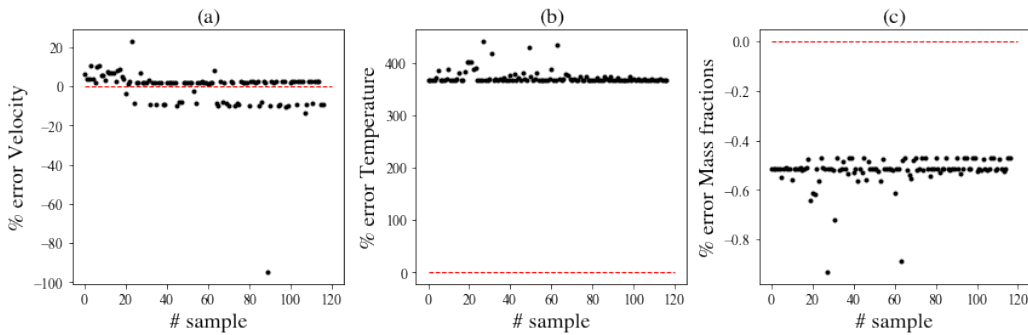 (a)
% error Velocity
20
0
−20
−40
−60
−80
−100
0 20 40 60 80 100 120
# sample
(b)
% error Temperature
400
300
200
100
0
0 20 40 60 80 100 120
# sample
(c)
% error Mass fractions
0.0
−0.2
−0.4
−0.6
−0.8
0 20 40 60 80 100 120
# sample